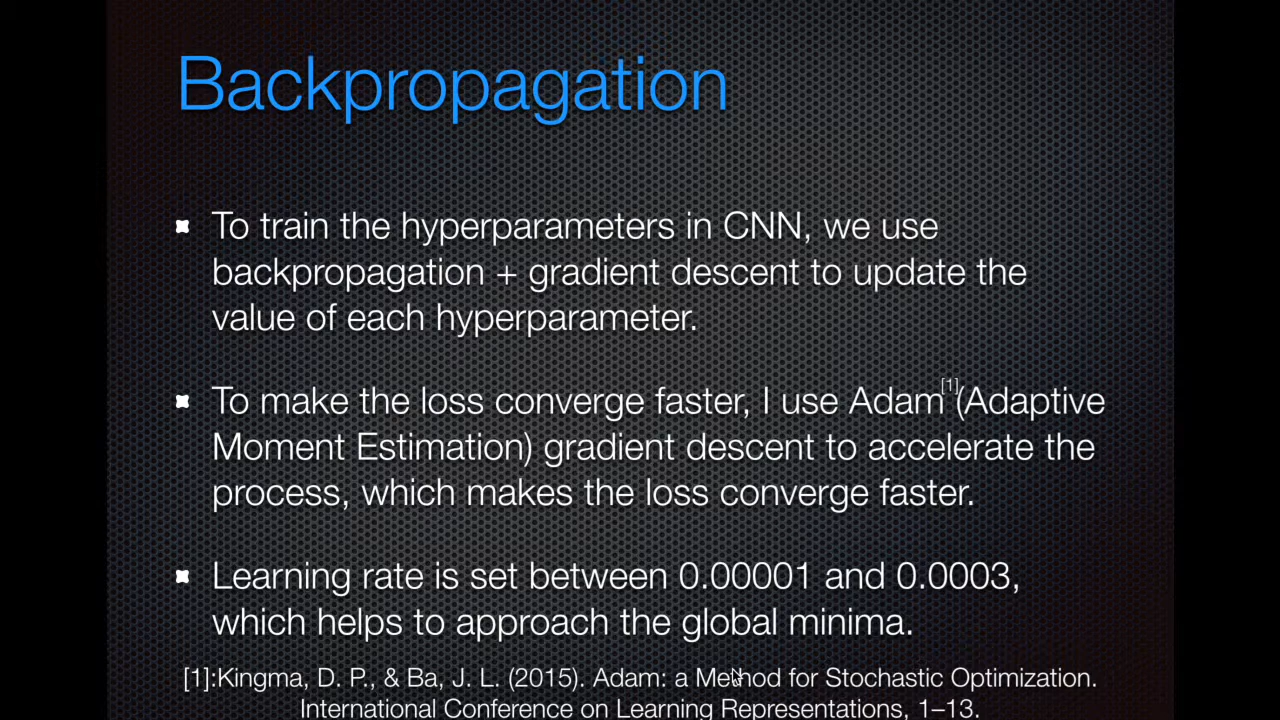 Backpropagation
To train the hyperparameters in CNN, we use
backpropagation + gradient descent to update the
value of each hyperparameter.
To make the loss converge faster, I use Adam[1](Adaptive
Moment Estimation) gradient descent to accelerate the
process, which makes the loss converge faster.
Learning rate is set between 0.00001 and 0.0003,
which helps to approach the global minima.
[1]:Kingma, D. P., & Ba, J. L. (2015). Adam: a Method for Stochastic Optimization.
International Conference on Learning Representations, 1–13.